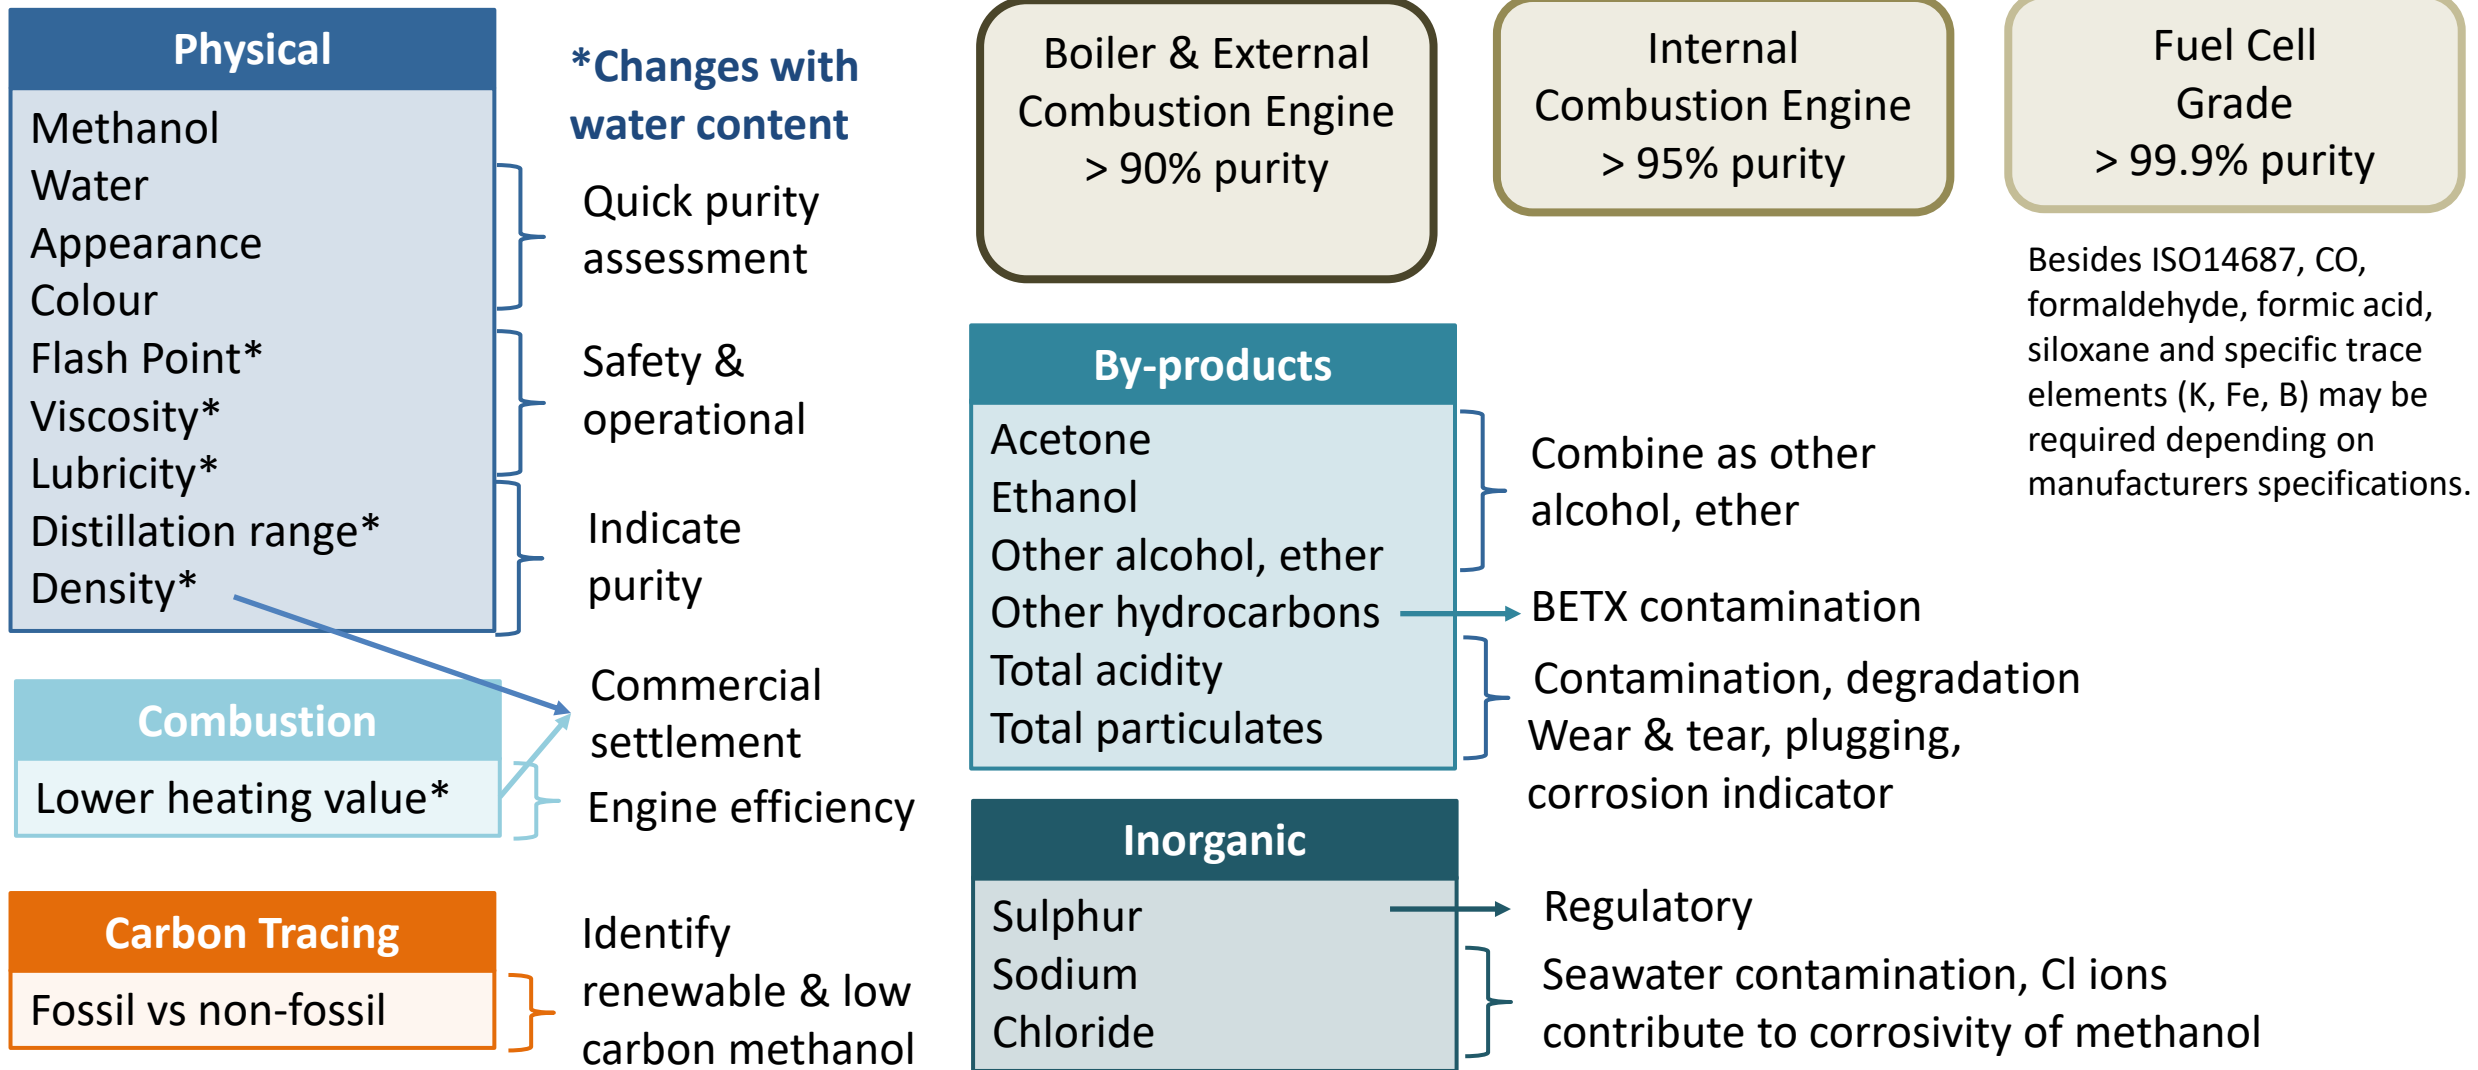 Physical
Methanol
Water
Appearance
Colour
Flash Point*
Viscosity*
Lubricity*
Distillation range*
Density*
*Changes with
water content
Quick purity
assessment
Safety &
operational
Indicate
purity
Combustion
Lower heating value*
Commercial
settlement
Engine efficiency
Carbon Tracing
Fossil vs non-fossil
Identify
renewable & low
carbon methanol
Boiler & External
Combustion Engine
> 90% purity
Internal
Combustion Engine
> 95% purity
Fuel Cell
Grade
> 99.9% purity
Besides ISO14687, CO,
formaldehyde, formic acid,
siloxane and specific trace
elements (K, Fe, B) may be
required depending on
manufacturers specifications.
By-products
Acetone
Ethanol
Other alcohol, ether
Other hydrocarbons
Total acidity
Total particulates
Combine as other
alcohol, ether
BETX contamination
Contamination, degradation
Wear & tear, plugging,
corrosion indicator
Inorganic
Sulphur
Sodium
Chloride
Regulatory
Seawater contamination, Cl ions
contribute to corrosivity of methanol